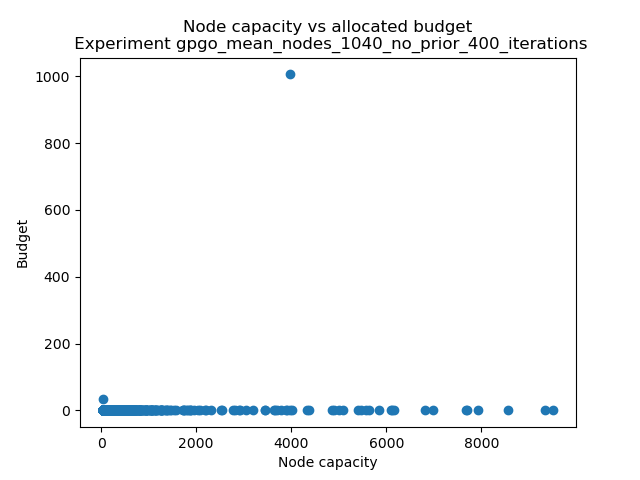 Node capacity vs allocated budget
Experiment gpgo_mean_nodes_1040_no_prior_400_iterations
1000
800
600
400
200
0
Budget
0 2000 4000 6000 8000
Node capacity